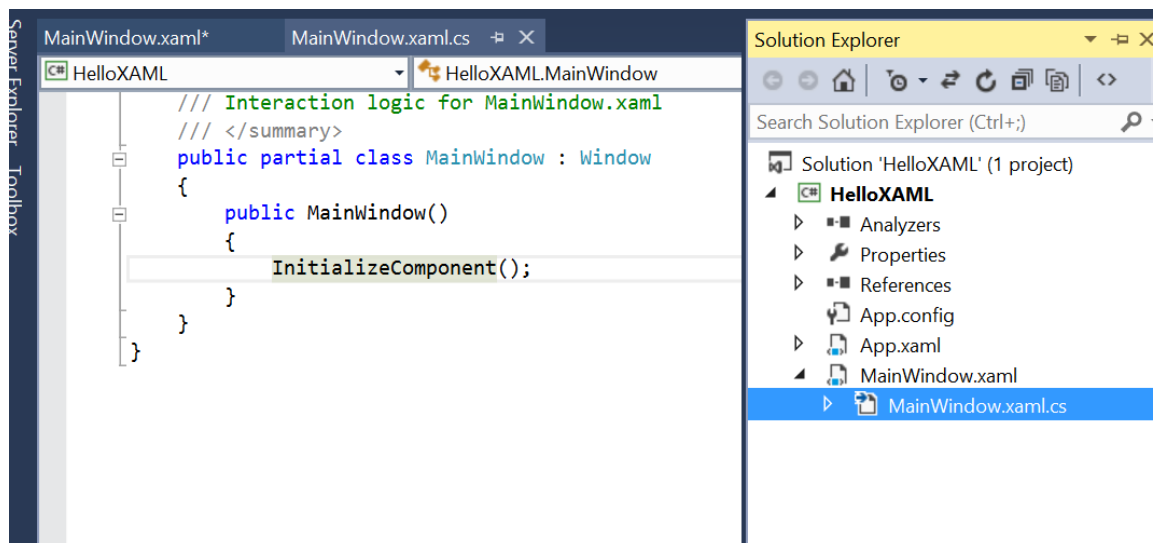 Server Explorer
Toolbox
MainWindow.xaml*
MainWindow.xaml.cs
C# HelloXAML
HelloXAML.MainWindow
/// Interaction logic for MainWindow.xaml
/// </summary>
public partial class MainWindow : Window
{
public MainWindow()
{
InitializeComponent();
}
}
}
Solution Explorer
Search Solution Explorer (Ctrl+;)
Solution 'HelloXAML' (1 project)
C# HelloXAML
Analyzers
Properties
References
App.config
App.xaml
MainWindow.xaml
MainWindow.xaml.cs